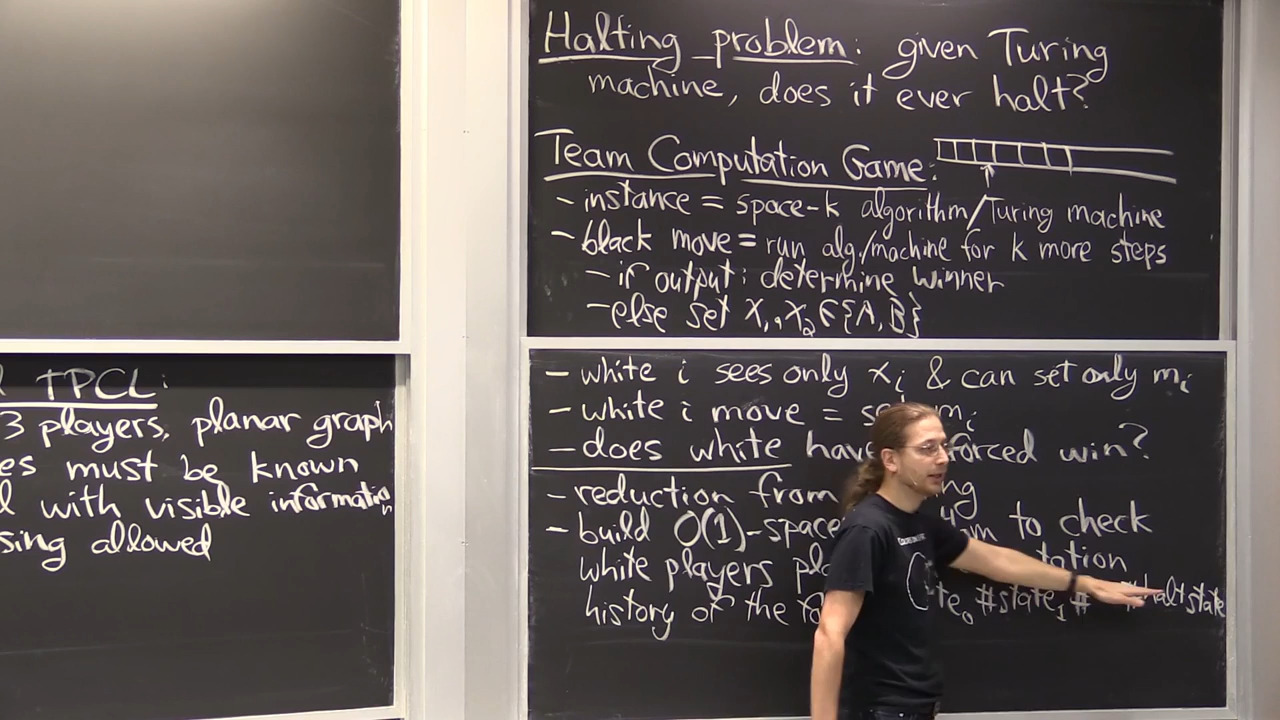 Halting problem: given Turing
machine, does it ever halt?
Team Computation Game:
- instance = space-k algorithm/Turing machine
- black move = run alg./machine for k more steps
- if output: determine winner
- else set x₁,x₂∈{A,B}
TPCL:
3 players, planar graph
es must be known
with visible information
sing allowed
- white i sees only xᵢ & can set only mᵢ
- white i move = mᵢ
- does white have forced win?
- reduction from
- build O(1)-space to check
white players
history of the #state₁# halt state